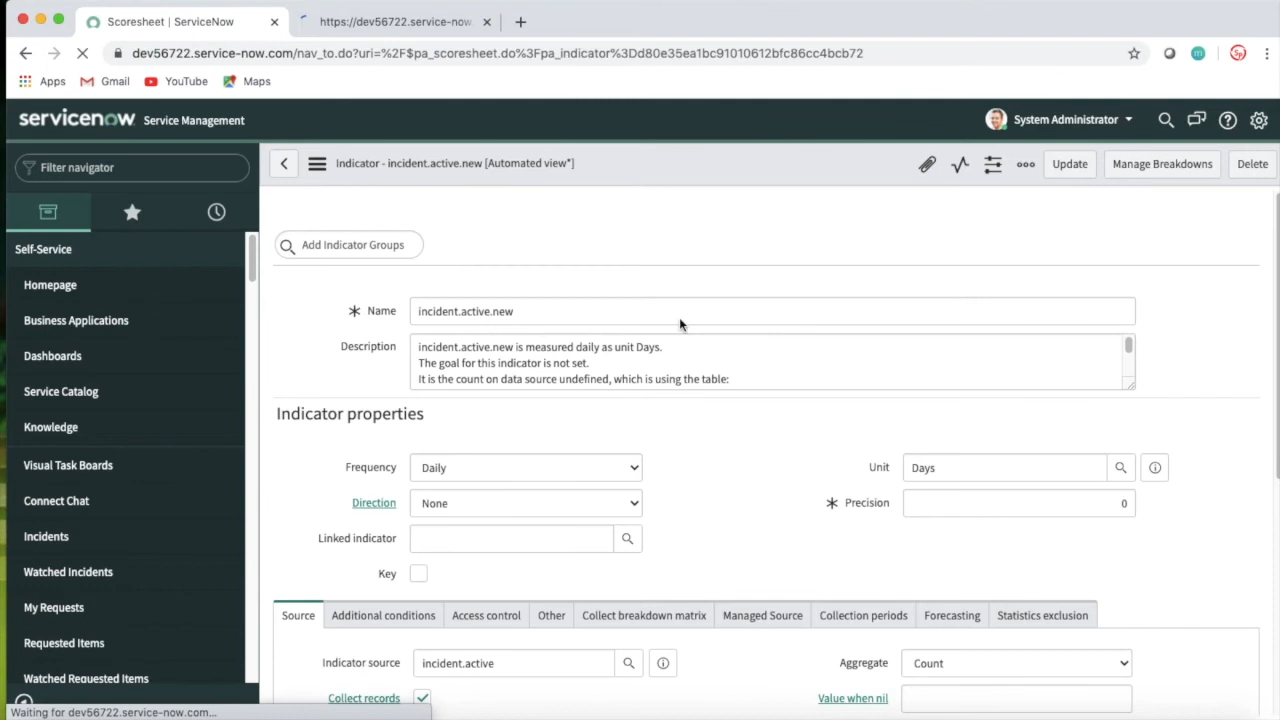 Scoresheet | ServiceNow
https://dev56722.service-now
dev56722.service-now.com/nav_to.do?uri=%2F$pa_scoresheet.do%3Fpa_indicator%3Dd80e35ea1bc91010612bfc86cc4bcb72
Apps Gmail YouTube Maps
servicenow Service Management System Administrator
Filter navigator
Indicator - incident.active.new [Automated view*] Update Manage Breakdowns Delete
Self-Service
Homepage
Business Applications
Dashboards
Service Catalog
Knowledge
Visual Task Boards
Connect Chat
Incidents
Watched Incidents
My Requests
Requested Items
Watched Requested Items
Add Indicator Groups
Name incident.active.new
Description incident.active.new is measured daily as unit Days.
The goal for this indicator is not set.
It is the count on data source undefined, which is using the table:
Indicator properties
Frequency Daily Unit Days
Direction None Precision 0
Linked indicator
Key
Source Additional conditions Access control Other Collect breakdown matrix Managed Source Collection periods Forecasting Statistics exclusion
Indicator source incident.active Aggregate Count
Collect records Value when nil
Waiting for dev56722.service-now.com...